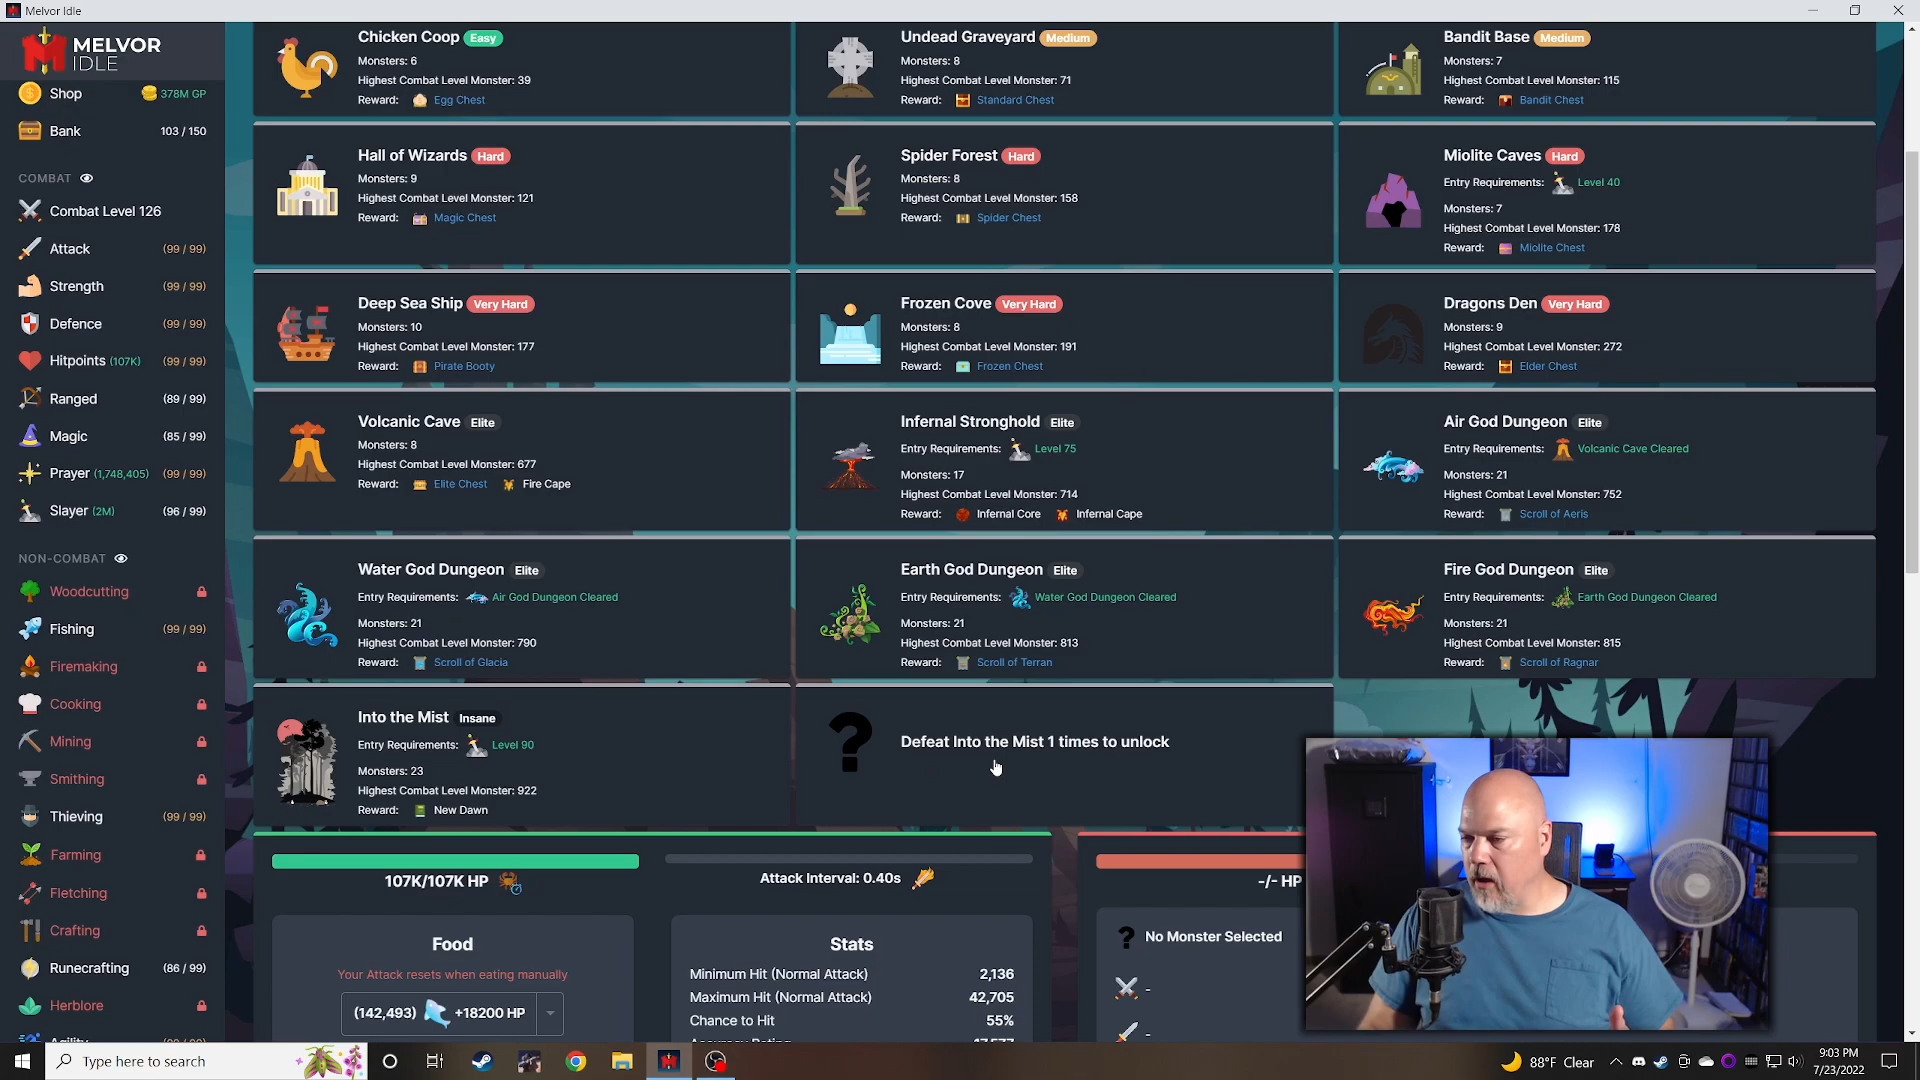 Melvor Idle
MELVOR
IDLE
Shop 378M GP
Bank 103 / 150
COMBAT
Combat Level 126
Attack (99 / 99)
Strength (99 / 99)
Defence (99 / 99)
Hitpoints (107K) (99 / 99)
Ranged (89 / 99)
Magic (85 / 99)
Prayer (1,748,405) (99 / 99)
Slayer (2M) (96 / 99)
NON-COMBAT
Woodcutting
Fishing (99 / 99)
Firemaking
Cooking
Mining
Smithing
Thieving (99 / 99)
Farming
Fletching
Crafting
Runecrafting (86 / 99)
Herblore
Chicken Coop Easy
Monsters: 6
Highest Combat Level Monster: 39
Reward: Egg Chest
Undead Graveyard Medium
Monsters: 8
Highest Combat Level Monster: 71
Reward: Standard Chest
Bandit Base Medium
Monsters: 7
Highest Combat Level Monster: 115
Reward: Bandit Chest
Hall of Wizards Hard
Monsters: 9
Highest Combat Level Monster: 121
Reward: Magic Chest
Spider Forest Hard
Monsters: 8
Highest Combat Level Monster: 158
Reward: Spider Chest
Miolite Caves Hard
Entry Requirements: Level 40
Monsters: 7
Highest Combat Level Monster: 178
Reward: Miolite Chest
Deep Sea Ship Very Hard
Monsters: 10
Highest Combat Level Monster: 177
Reward: Pirate Booty
Frozen Cove Very Hard
Monsters: 8
Highest Combat Level Monster: 191
Reward: Frozen Chest
Dragons Den Very Hard
Monsters: 9
Highest Combat Level Monster: 272
Reward: Elder Chest
Volcanic Cave Elite
Monsters: 8
Highest Combat Level Monster: 677
Reward: Elite Chest Fire Cape
Infernal Stronghold Elite
Entry Requirements: Level 75
Monsters: 17
Highest Combat Level Monster: 714
Reward: Infernal Core Infernal Cape
Air God Dungeon Elite
Entry Requirements: Volcanic Cave Cleared
Monsters: 21
Highest Combat Level Monster: 752
Reward: Scroll of Aeris
Water God Dungeon Elite
Entry Requirements: Air God Dungeon Cleared
Monsters: 21
Highest Combat Level Monster: 790
Reward: Scroll of Glacia
Earth God Dungeon Elite
Entry Requirements: Water God Dungeon Cleared
Monsters: 21
Highest Combat Level Monster: 813
Reward: Scroll of Terran
Fire God Dungeon Elite
Entry Requirements: Earth God Dungeon Cleared
Monsters: 21
Highest Combat Level Monster: 815
Reward: Scroll of Ragnar
Into the Mist Insane
Entry Requirements: Level 90
Monsters: 23
Highest Combat Level Monster: 922
Reward: New Dawn
Defeat Into the Mist 1 times to unlock
107K/107K HP
Attack Interval: 0.40s
-/- HP
Food
Your Attack resets when eating manually
(142,493) +18200 HP
Stats
Minimum Hit (Normal Attack) 2,136
Maximum Hit (Normal Attack) 42,705
Chance to Hit 55%
No Monster Selected
-
-
Type here to search
88°F Clear
9:03 PM
7/23/2022